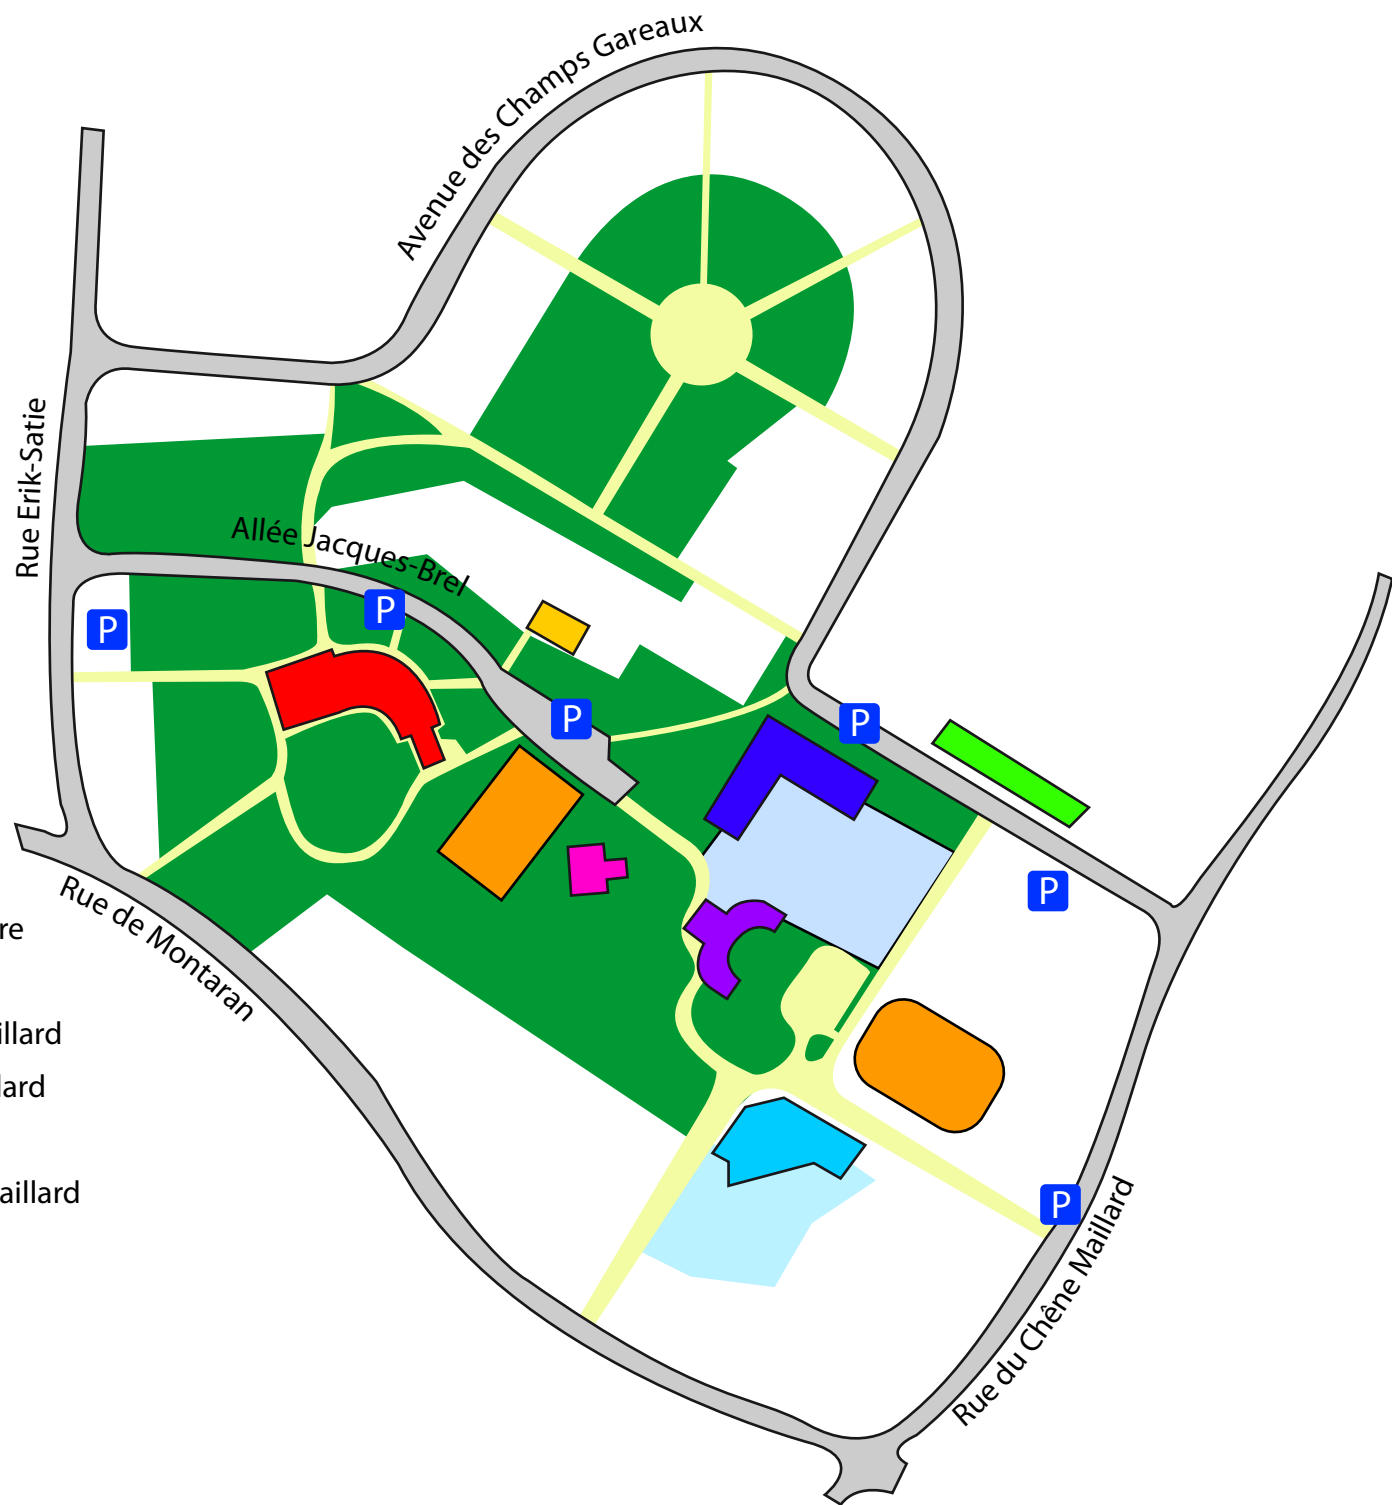 Avenue des Champs Gareaux
Rue Erik-Satie
Allée Jacques-Brel
P
P
P
P
P
Rue de Montaran
re
illard
lard
aillard
P
Rue du Chêne Maillard